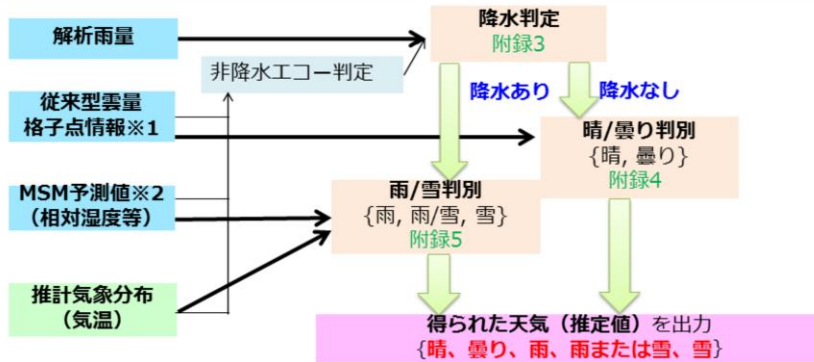 解析雨量
降水判定
附録3
非降水エコー判定
降水あり
降水なし
従来型雲量
格子点情報※1
晴/曇り判別
{晴, 曇り}
附録4
MSM予測値※2
（相対湿度等）
雨/雪判別
{雨, 雨/雪, 雪}
附録5
推計気象分布
（気温）
得られた天気（推定値）を出力
{晴、曇り、雨、雨または雪、雪}